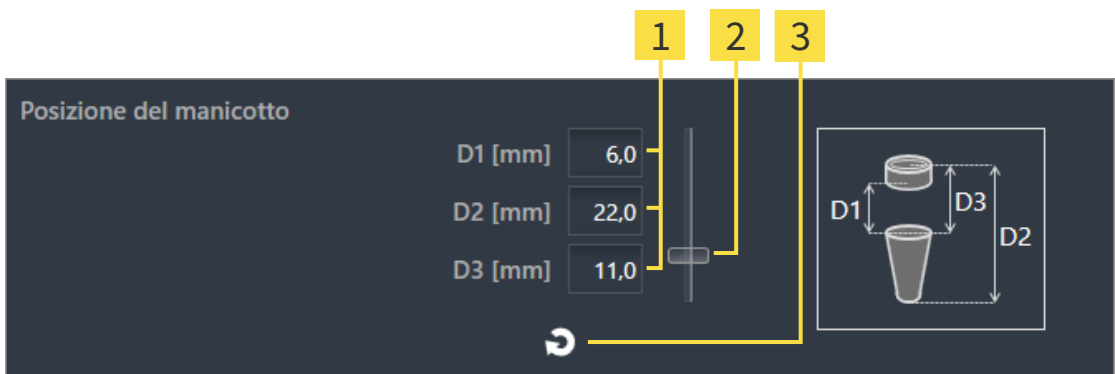 1 2 3
Posizione del manicotto
D1 [mm] 6,0
D2 [mm] 22,0
D3 [mm] 11,0
D1 D3
D2